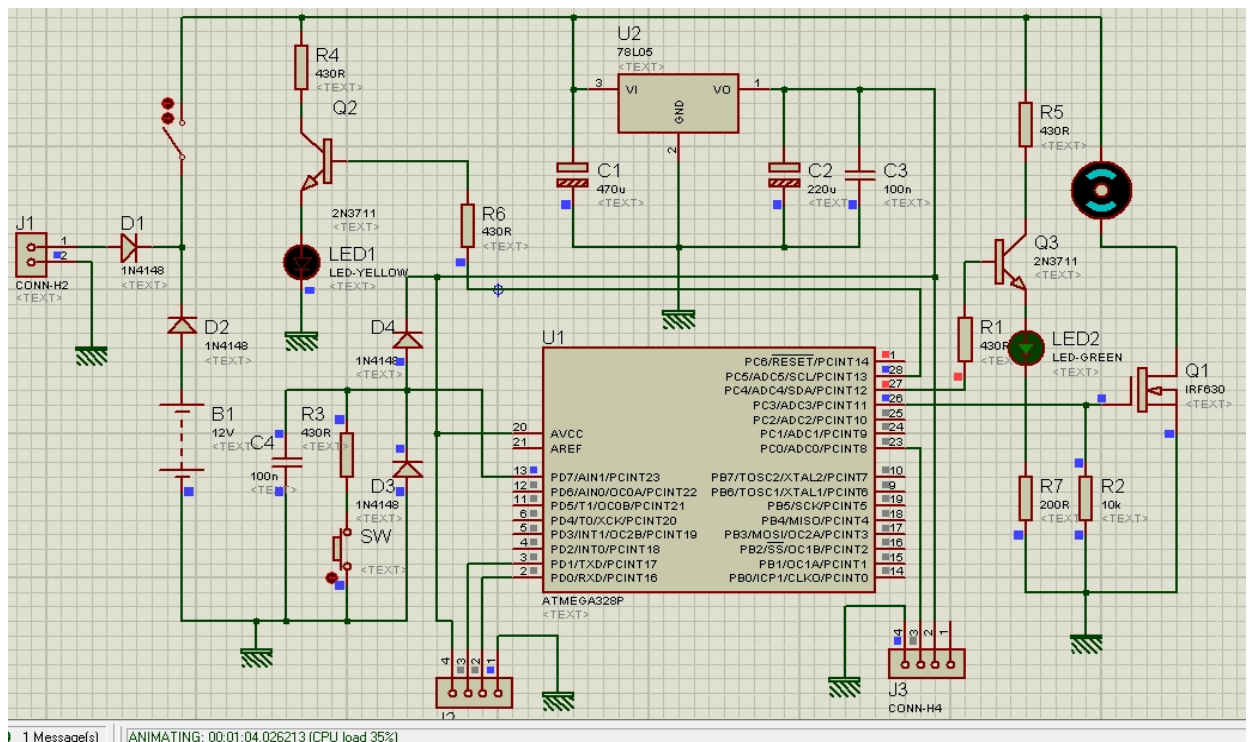 U2
78L05
<TEXT>
3
VI
VO
1
GND
2
R4
430R
<TEXT>
Q2
2N3711
<TEXT>
C1
470u
<TEXT>
C2
220u
<TEXT>
C3
100n
<TEXT>
R5
430R
<TEXT>
J1
1
2
CONN-H2
<TEXT>
D1
1N4148
<TEXT>
R6
430R
<TEXT>
Q3
2N3711
<TEXT>
LED1
LED-YELLOW
<TEXT>
D2
1N4148
<TEXT>
D4
1N4148
<TEXT>
R1
430R
<TEXT>
LED2
LED-GREEN
<TEXT>
Q1
IRF630
<TEXT>
B1
12V
<TEXT>
C4
100n
<TEXT>
R3
430R
<TEXT>
D3
1N4148
<TEXT>
SW
<TEXT>
R7
200R
<TEXT>
R2
10k
<TEXT>
U1
20 AVCC
21 AREF
13 PD7/AIN1/PCINT23
12 PD6/AIN0/OC0A/PCINT22
11 PD5/T1/OC0B/PCINT21
6 PD4/T0/XCK/PCINT20
5 PD3/INT1/OC2B/PCINT19
4 PD2/INT0/PCINT18
3 PD1/TXD/PCINT17
2 PD0/RXD/PCINT16
PC6/RESET/PCINT14 1
PC5/ADC5/SCL/PCINT13 28
PC4/ADC4/SDA/PCINT12 27
PC3/ADC3/PCINT11 26
PC2/ADC2/PCINT10 25
PC1/ADC1/PCINT9 24
PC0/ADC0/PCINT8 23
PB7/TOSC2/XTAL2/PCINT7 10
PB6/TOSC1/XTAL1/PCINT6 9
PB5/SCK/PCINT5 19
PB4/MISO/PCINT4 18
PB3/MOSI/OC2A/PCINT3 17
PB2/SS/OC1B/PCINT2 16
PB1/OC1A/PCINT1 15
PB0/ICP1/CLKO/PCINT0 14
ATMEGA328P
<TEXT>
4 3 2 1
4 3 2 1
J3
CONN-H4
1 Message(s)
ANIMATING: 00:01:04.026213 (CPU load 35%)